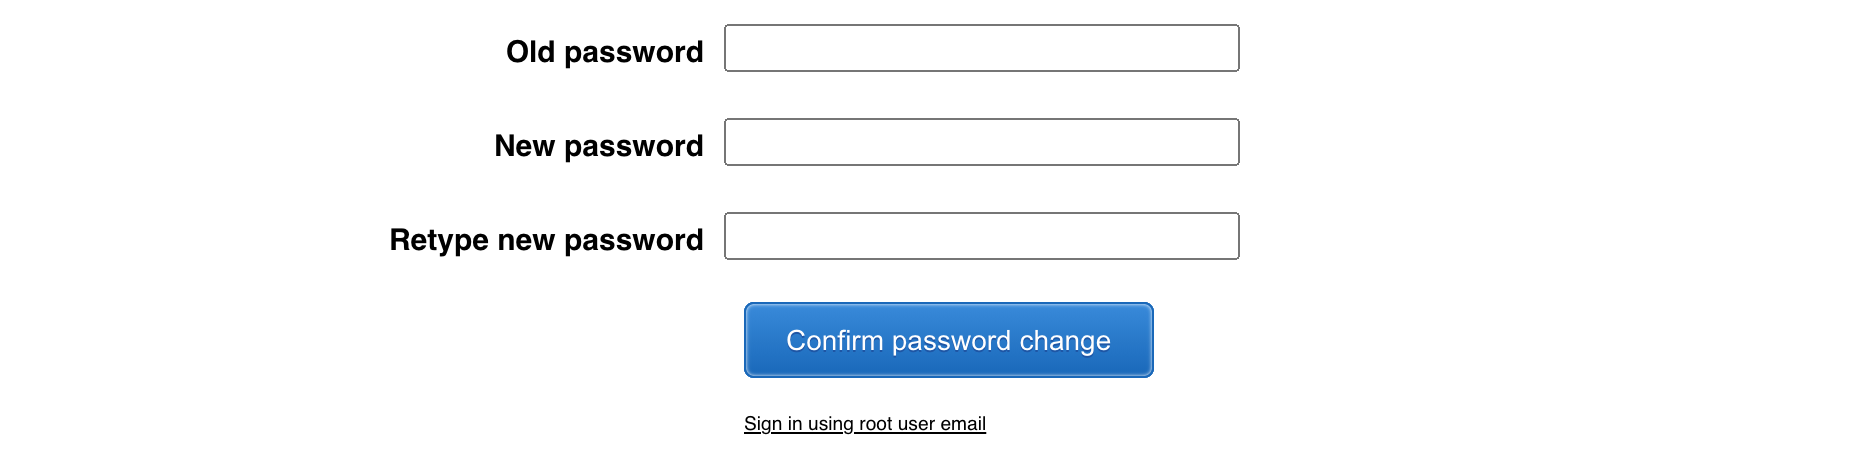 Old password
New password
Retype new password
Confirm password change
Sign in using root user email